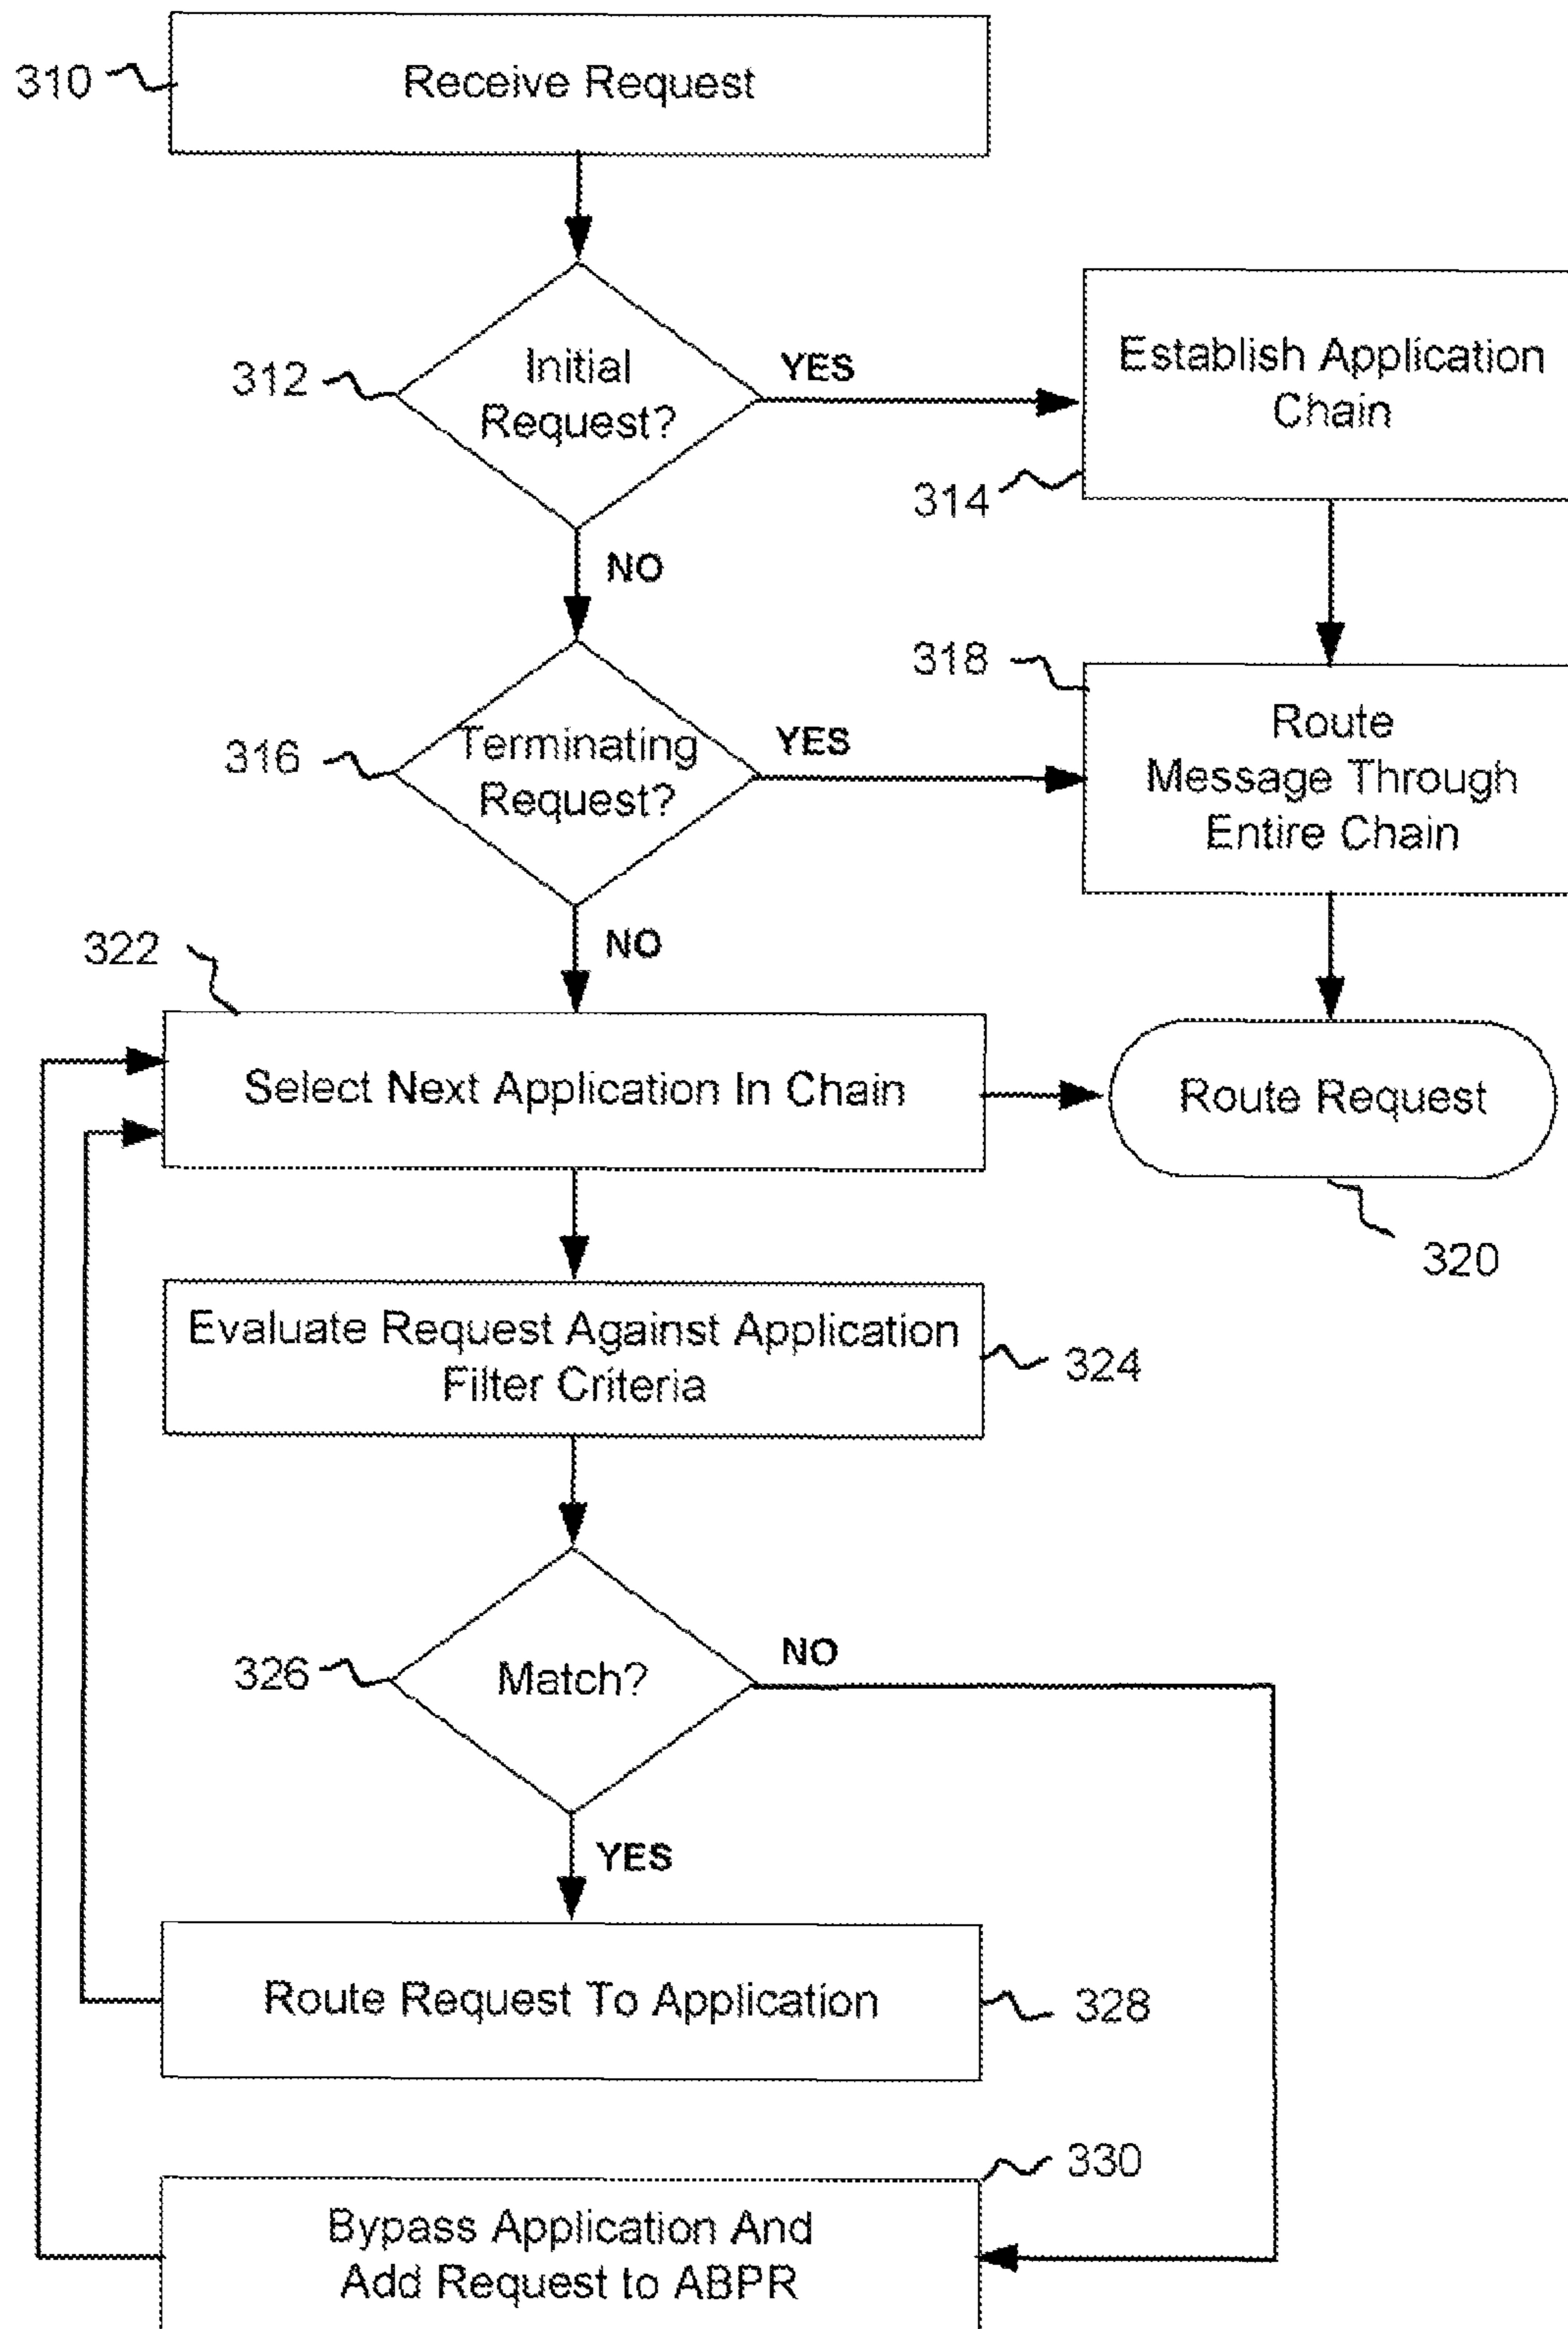 310
Receive Request
312
Initial
Request?
YES
Establish Application
Chain
314
NO
316
Terminating
Request?
YES
318
Route
Message Through
Entire Chain
NO
322
Select Next Application In Chain
Route Request
320
Evaluate Request Against Application
Filter Criteria
324
326
Match?
NO
YES
Route Request To Application
328
330
Bypass Application And
Add Request to ABPR